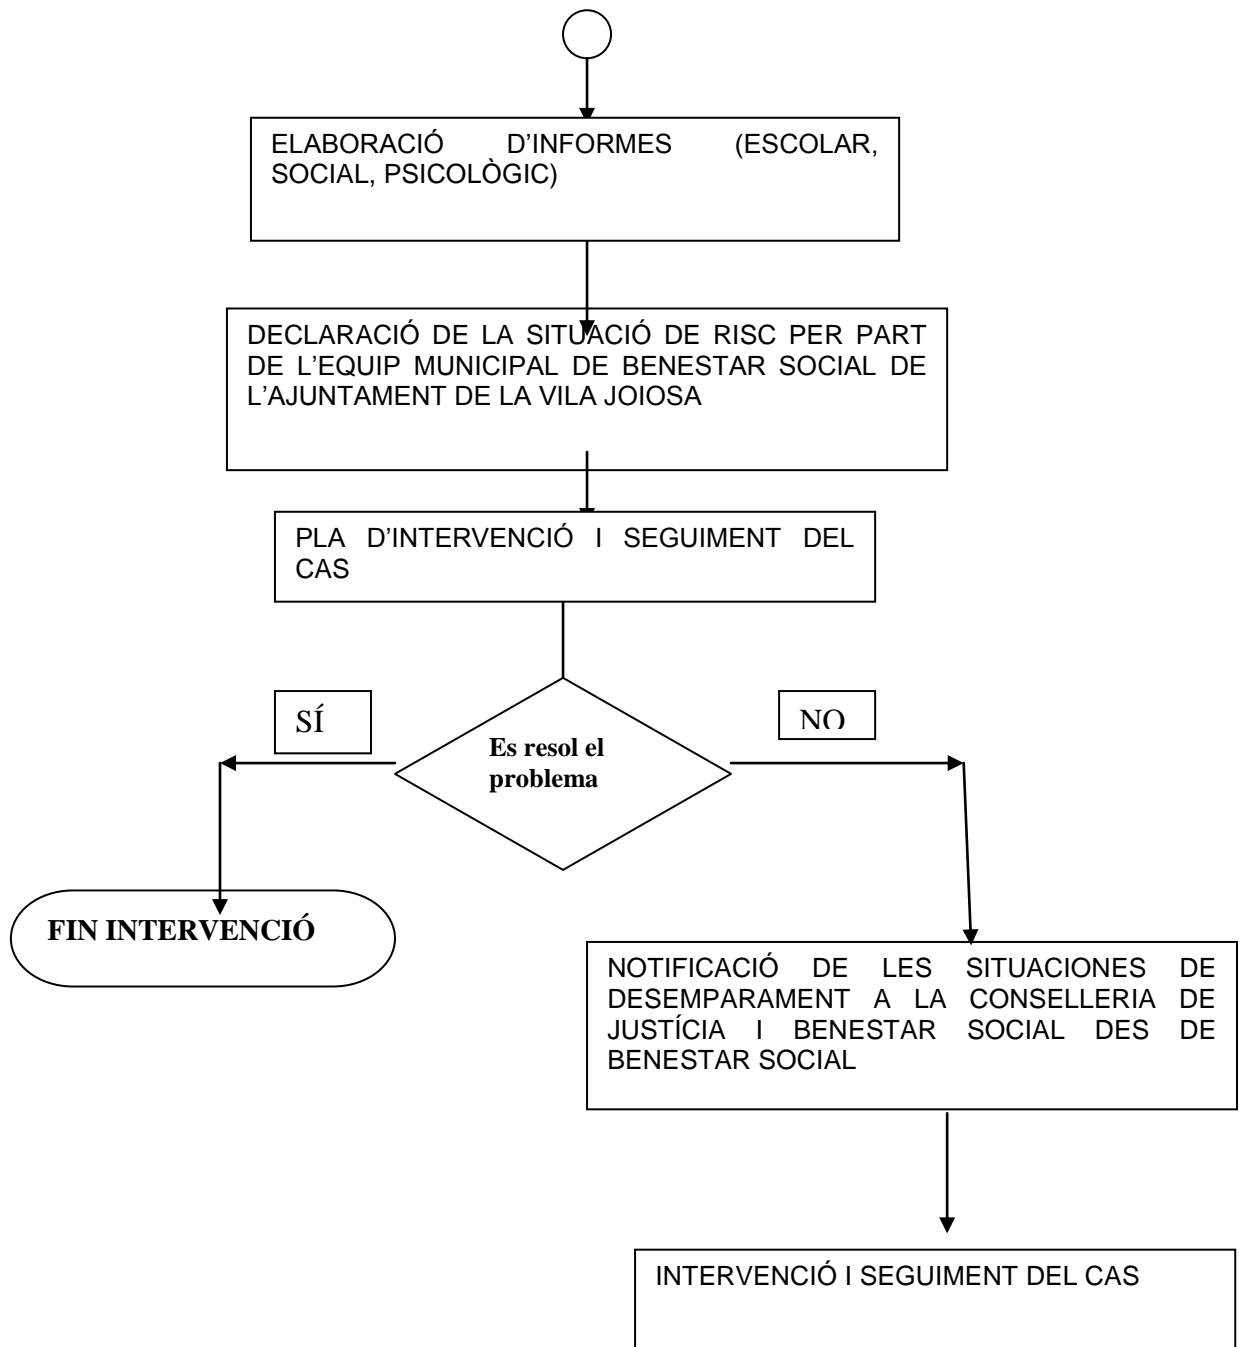 ELABORACIÓ D'INFORMES (ESCOLAR,
SOCIAL, PSICOLÒGIC)
DECLARACIÓ DE LA SITUACIÓ DE RISC PER PART
DE L'EQUIP MUNICIPAL DE BENESTAR SOCIAL DE
L'AJUNTAMENT DE LA VILA JOIOSA
PLA D'INTERVENCIÓ I SEGUIMENT DEL
CAS
SÍ
NO
Es resol el
problema
FIN INTERVENCIÓ
NOTIFICACIÓ DE LES SITUACIONES DE
DESEMPARAMENT A LA CONSELLERIA DE
JUSTÍCIA I BENESTAR SOCIAL DES DE
BENESTAR SOCIAL
INTERVENCIÓ I SEGUIMENT DEL CAS